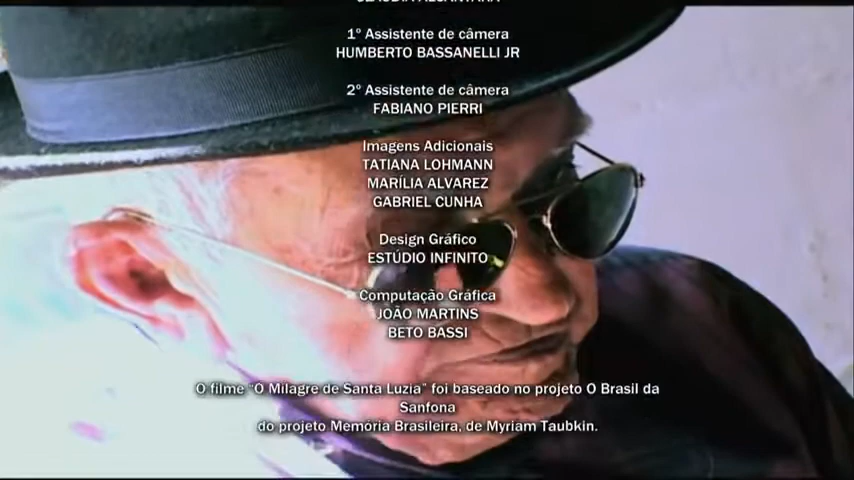 1º Assistente de câmera
HUMBERTO BASSANELLI JR
2º Assistente de câmera
FABIANO PIERRI
Imagens Adicionais
TATIANA LOHMANN
MARÍLIA ALVAREZ
GABRIEL CUNHA
Design Gráfico
ESTÚDIO INFINITO
Computação Gráfica
JOÃO MARTINS
BETO BASSI
O filme "O Milagre de Santa Luzia" foi baseado no projeto O Brasil da
Sanfona
do projeto Memória Brasileira, de Myriam Taubkin.